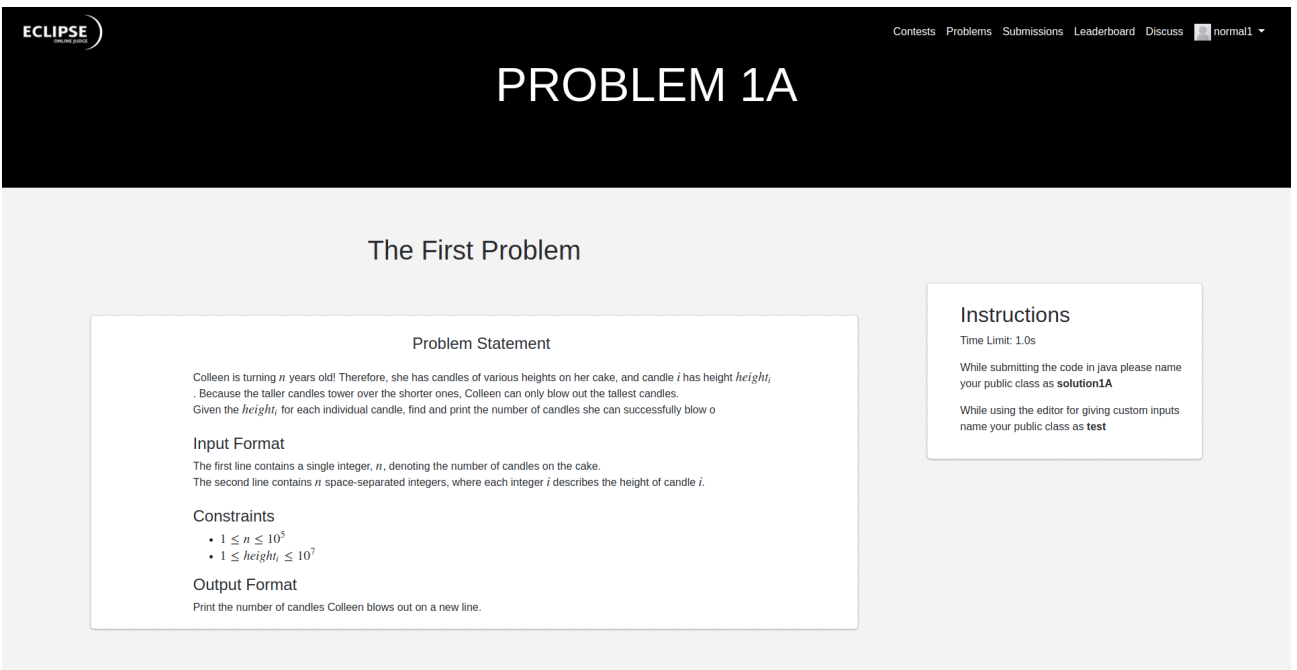 ECLIPSE
ONLINE JUDGE
Contests Problems Submissions Leaderboard Discuss normal1
PROBLEM 1A
The First Problem
Problem Statement
Colleen is turning n years old! Therefore, she has candles of various heights on her cake, and candle i has height height_i
. Because the taller candles tower over the shorter ones, Colleen can only blow out the tallest candles.
Given the height_i for each individual candle, find and print the number of candles she can successfully blow o
Input Format
The first line contains a single integer, n, denoting the number of candles on the cake.
The second line contains n space-separated integers, where each integer i describes the height of candle i.
Constraints
• 1 ≤ n ≤ 10^5
• 1 ≤ height_i ≤ 10^7
Output Format
Print the number of candles Colleen blows out on a new line.
Instructions
Time Limit: 1.0s
While submitting the code in java please name
your public class as solution1A
While using the editor for giving custom inputs
name your public class as test